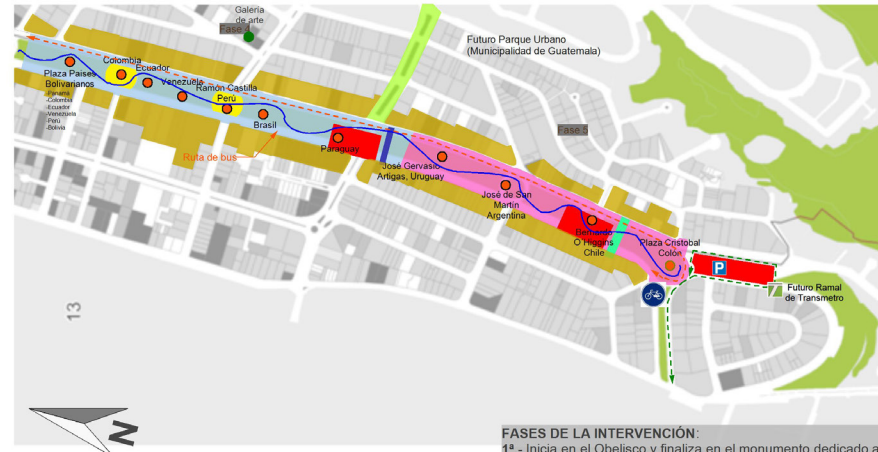 Galería
de arte
Fase 4
Futuro Parque Urbano
(Municipalidad de Guatemala)
Colombia
Ecuador
Plaza Paises
Bolivarianos
-Panamá
-Colombia
-Ecuador
-Venezuela
-Perú
-Bolivia
Venezuela
Ramón Castilla
Perú
Brasil
Fase 5
Ruta de bus
Paraguay
José Gervasio
Artigas, Uruguay
José de San
Martín
Argentina
Bernardo
O Higgins
Chile
Plaza Cristobal
Colón
P
Futuro Ramal
de Transmetro
7
13
N
FASES DE LA INTERVENCIÓN:
1ª - Inicia en el Obelisco y finaliza en el monumento dedicado a